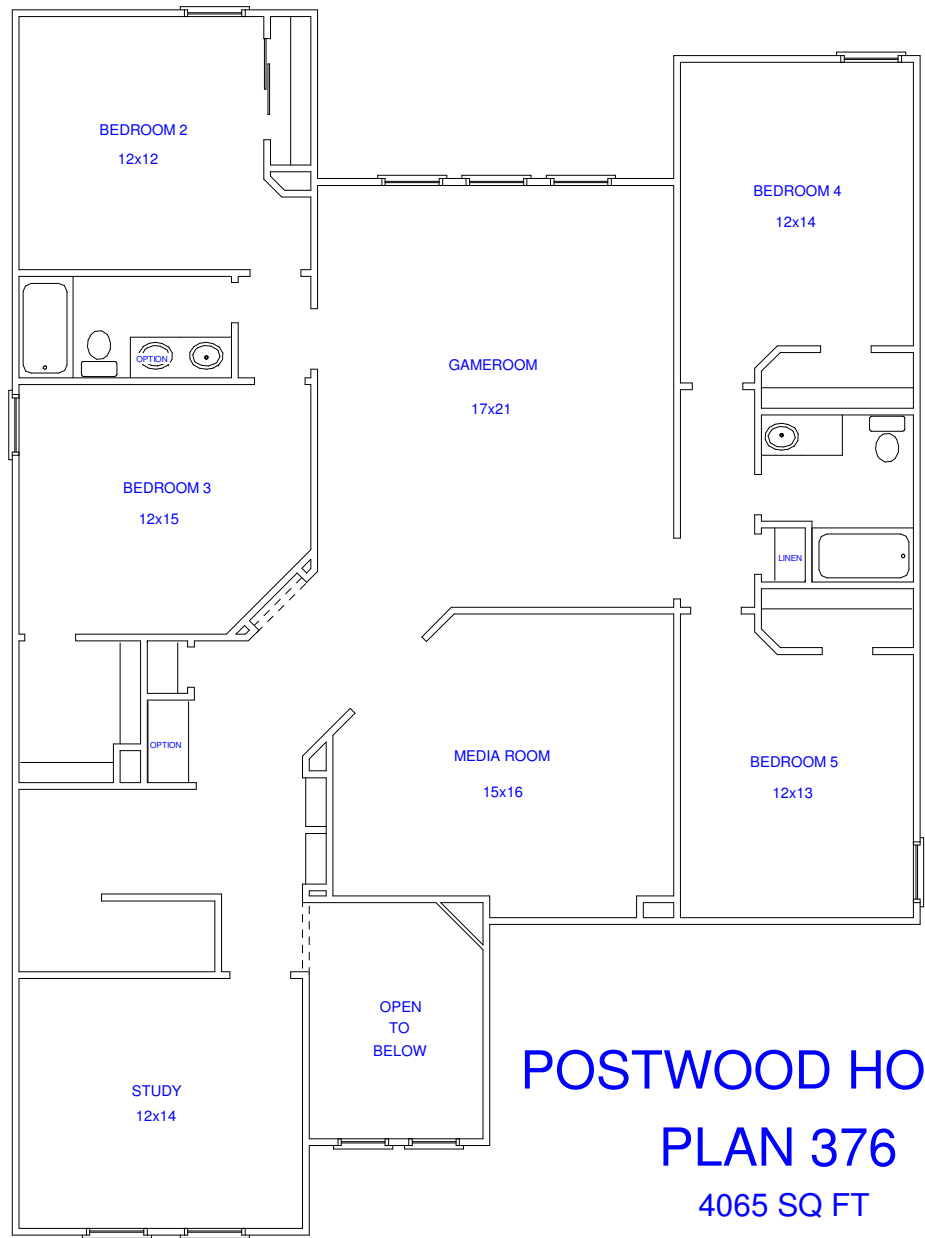 BEDROOM 2
12x12
BEDROOM 4
12x14
OPTION
GAMEROOM
17x21
BEDROOM 3
12x15
LINEN
OPTION
MEDIA ROOM
15x16
BEDROOM 5
12x13
OPEN
TO
BELOW
STUDY
12x14
POSTWOOD HO
PLAN 376
4065 SQ FT